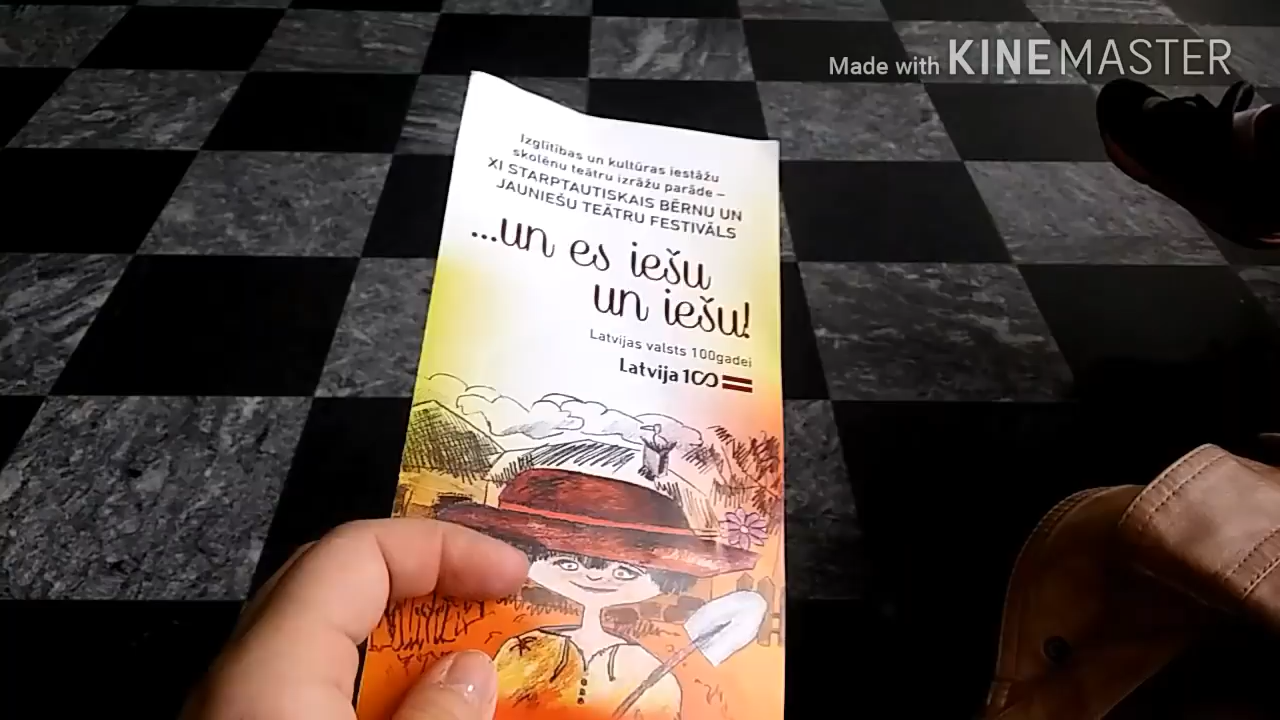 Made with KINEMASTER
Izglītības un kultūras iestāžu
skolēnu teātru izrāžu parāde –
XI STARPTAUTISKAIS BĒRNU UN
JAUNIEŠU TEĀTRU FESTIVĀLS
...un es iešu
un iešu!
Latvijas valsts 100gadei
Latvija 100